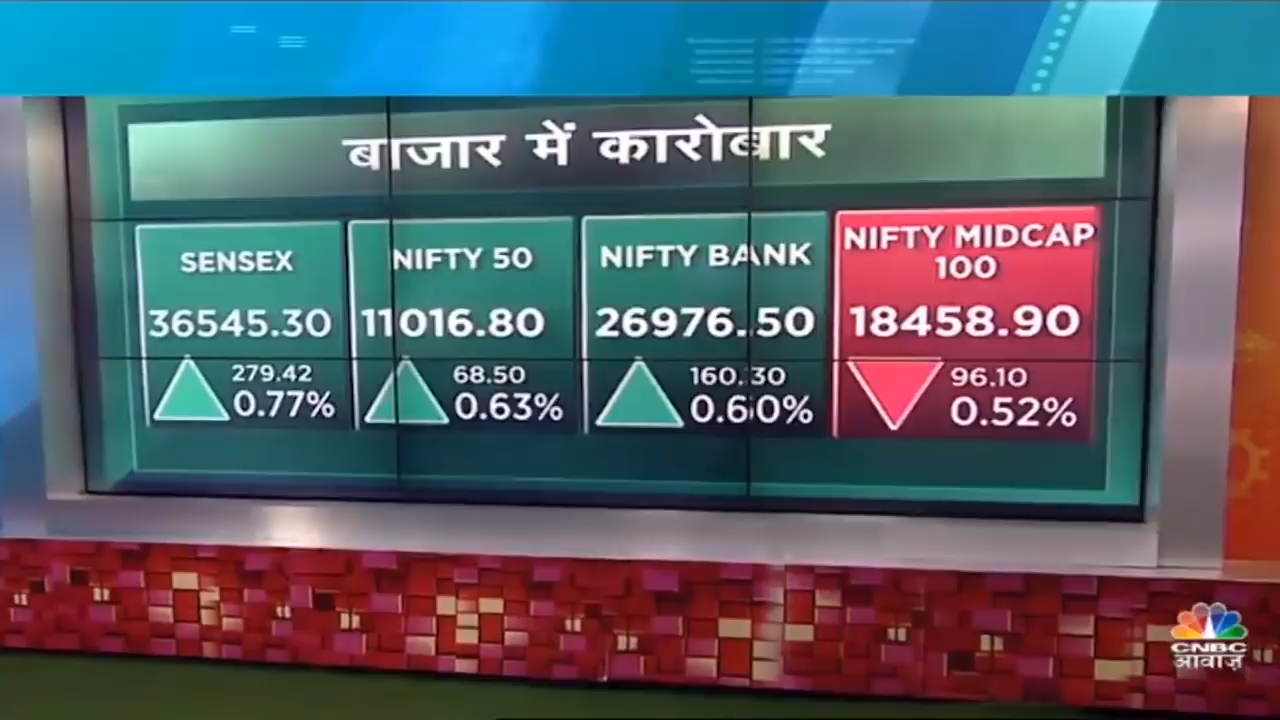 बाजार में कारोबार
SENSEX
36545.30
279.42
0.77%
NIFTY 50
11016.80
68.50
0.63%
NIFTY BANK
26976.50
160.30
0.60%
NIFTY MIDCAP
100
18458.90
96.10
0.52%
CNBC
आवाज़